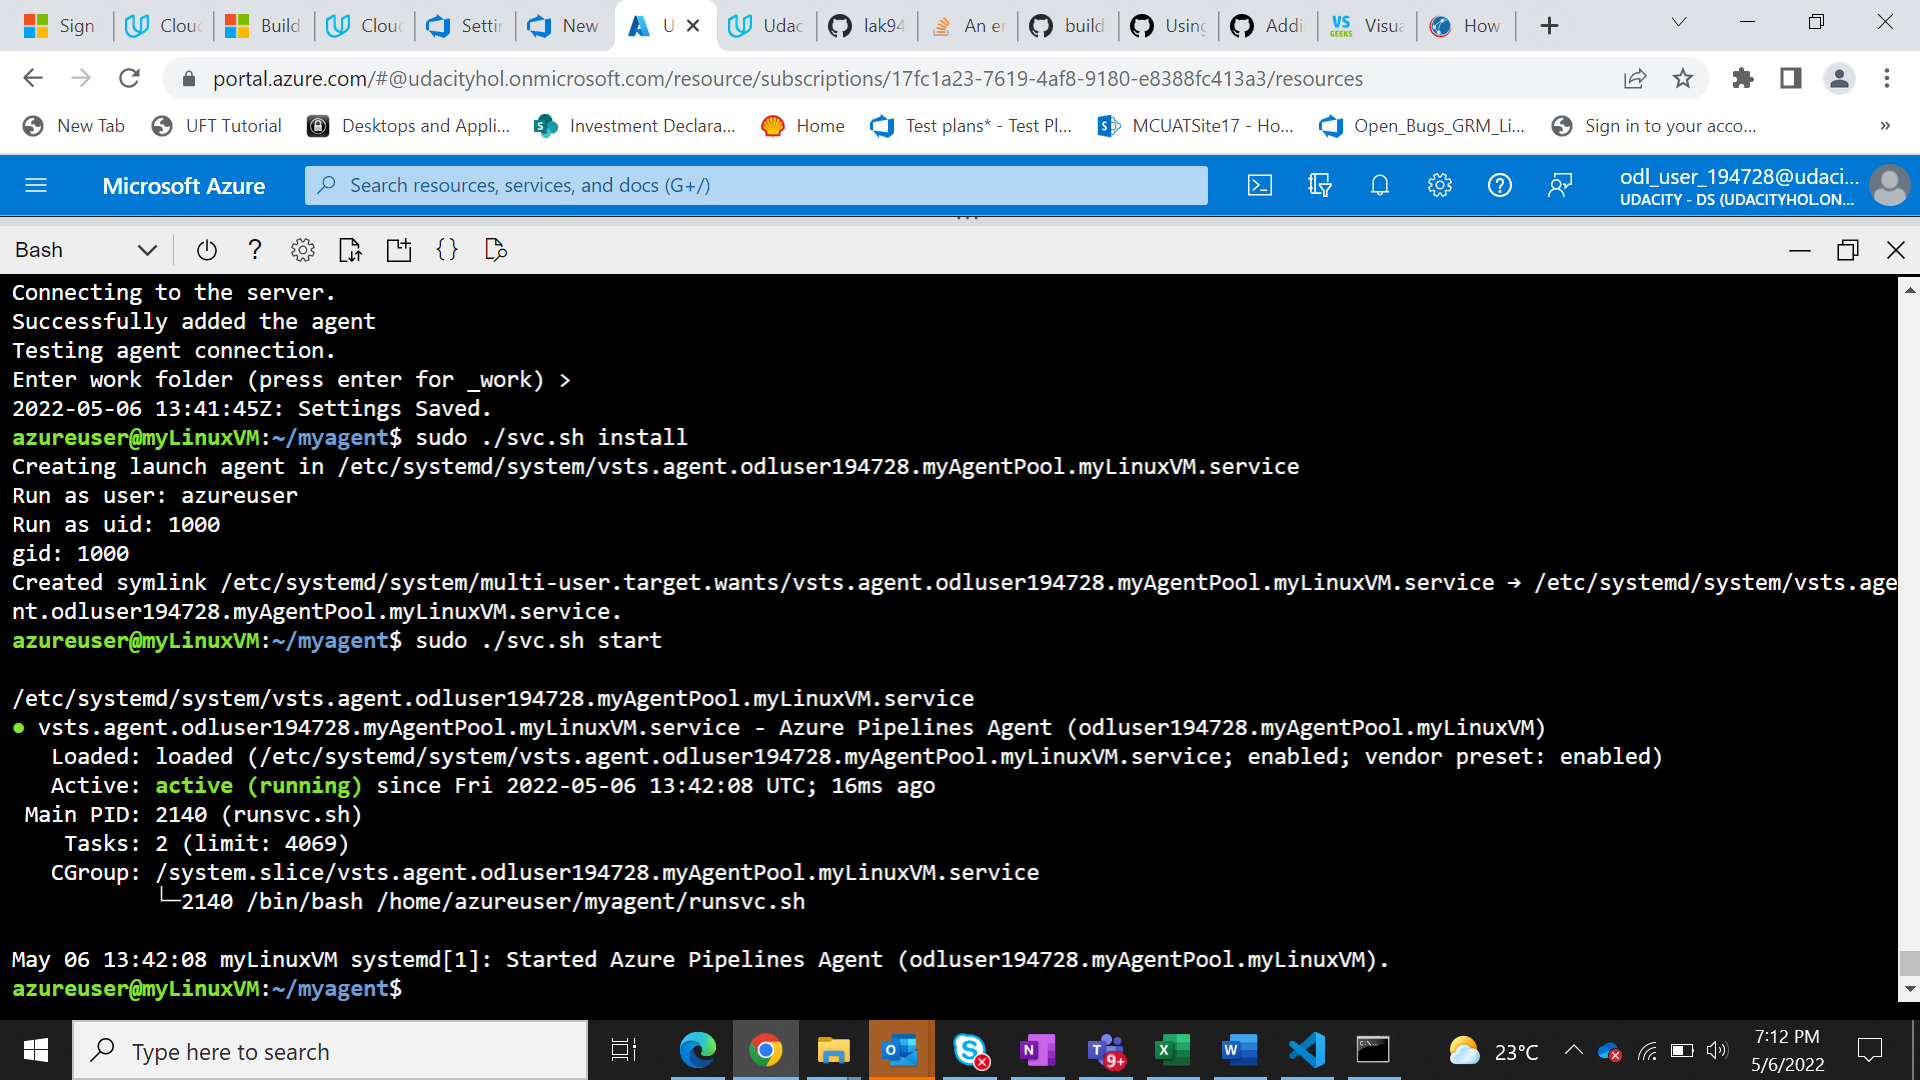 Sign
Clou
Build
Clou
Settin
New
U
Udac
lak94
An er
build
Using
Addi
Visua
How
portal.azure.com/#@udacityhol.onmicrosoft.com/resource/subscriptions/17fc1a23-7619-4af8-9180-e8388fc413a3/resources
New Tab
UFT Tutorial
Desktops and Appli...
Investment Declara...
Home
Test plans* - Test Pl...
MCUATSite17 - Ho...
Open_Bugs_GRM_Li...
Sign in to your acco...
»
Microsoft Azure
Search resources, services, and docs (G+/)
odl_user_194728@udaci...
UDACITY - DS (UDACITYHOL.ON...
Bash
Connecting to the server.
Successfully added the agent
Testing agent connection.
Enter work folder (press enter for _work) >
2022-05-06 13:41:45Z: Settings Saved.
azureuser@myLinuxVM:~/myagent$ sudo ./svc.sh install
Creating launch agent in /etc/systemd/system/vsts.agent.odluser194728.myAgentPool.myLinuxVM.service
Run as user: azureuser
Run as uid: 1000
gid: 1000
Created symlink /etc/systemd/system/multi-user.target.wants/vsts.agent.odluser194728.myAgentPool.myLinuxVM.service → /etc/systemd/system/vsts.age
nt.odluser194728.myAgentPool.myLinuxVM.service.
azureuser@myLinuxVM:~/myagent$ sudo ./svc.sh start
/etc/systemd/system/vsts.agent.odluser194728.myAgentPool.myLinuxVM.service
● vsts.agent.odluser194728.myAgentPool.myLinuxVM.service - Azure Pipelines Agent (odluser194728.myAgentPool.myLinuxVM)
Loaded: loaded (/etc/systemd/system/vsts.agent.odluser194728.myAgentPool.myLinuxVM.service; enabled; vendor preset: enabled)
Active: active (running) since Fri 2022-05-06 13:42:08 UTC; 16ms ago
Main PID: 2140 (runsvc.sh)
Tasks: 2 (limit: 4069)
CGroup: /system.slice/vsts.agent.odluser194728.myAgentPool.myLinuxVM.service
└─2140 /bin/bash /home/azureuser/myagent/runsvc.sh
May 06 13:42:08 myLinuxVM systemd[1]: Started Azure Pipelines Agent (odluser194728.myAgentPool.myLinuxVM).
azureuser@myLinuxVM:~/myagent$
Type here to search
9+
23°C
7:12 PM
5/6/2022